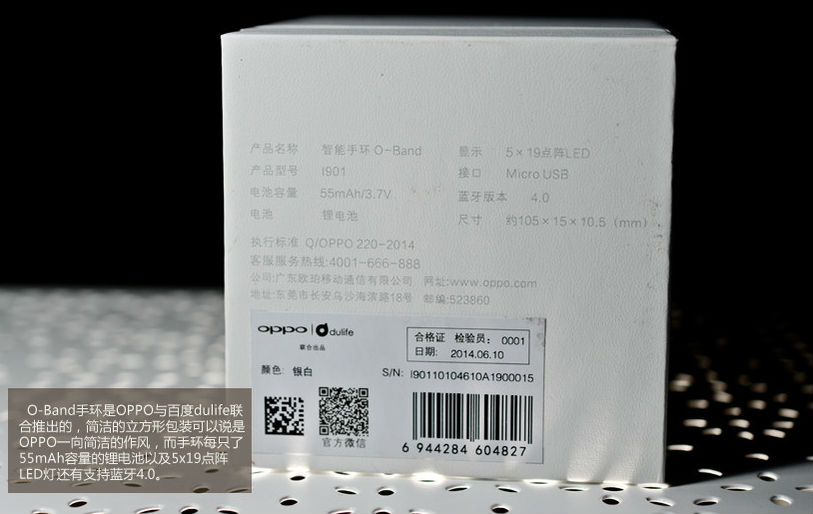 产品名称 智能手环 O-Band 显示 5×19点阵LED
产品型号 I901 接口 Micro USB
电池容量 55mAh/3.7V 蓝牙版本 4.0
电池 锂电池 尺寸 约105×15×10.5（mm）
执行标准 Q/OPPO 220-2014
客服服务热线:4001-666-888
公司:广东欧珀移动通信有限公司 网址:www.oppo.com
地址:东莞市长安乌沙海滨路18号 邮编:523860
oppo dulife
联合出品
合格证 检验员： 0001
日期: 2014.06.10
颜色: 银白 S/N: I90110104610A1900015
官方微信
6 944284 604827
O-Band手环是OPPO与百度dulife联
合推出的，简洁的立方形包装可以说是
OPPO一向简洁的作风，而手环每只了
55mAh容量的锂电池以及5x19点阵
LED灯还有支持蓝牙4.0。